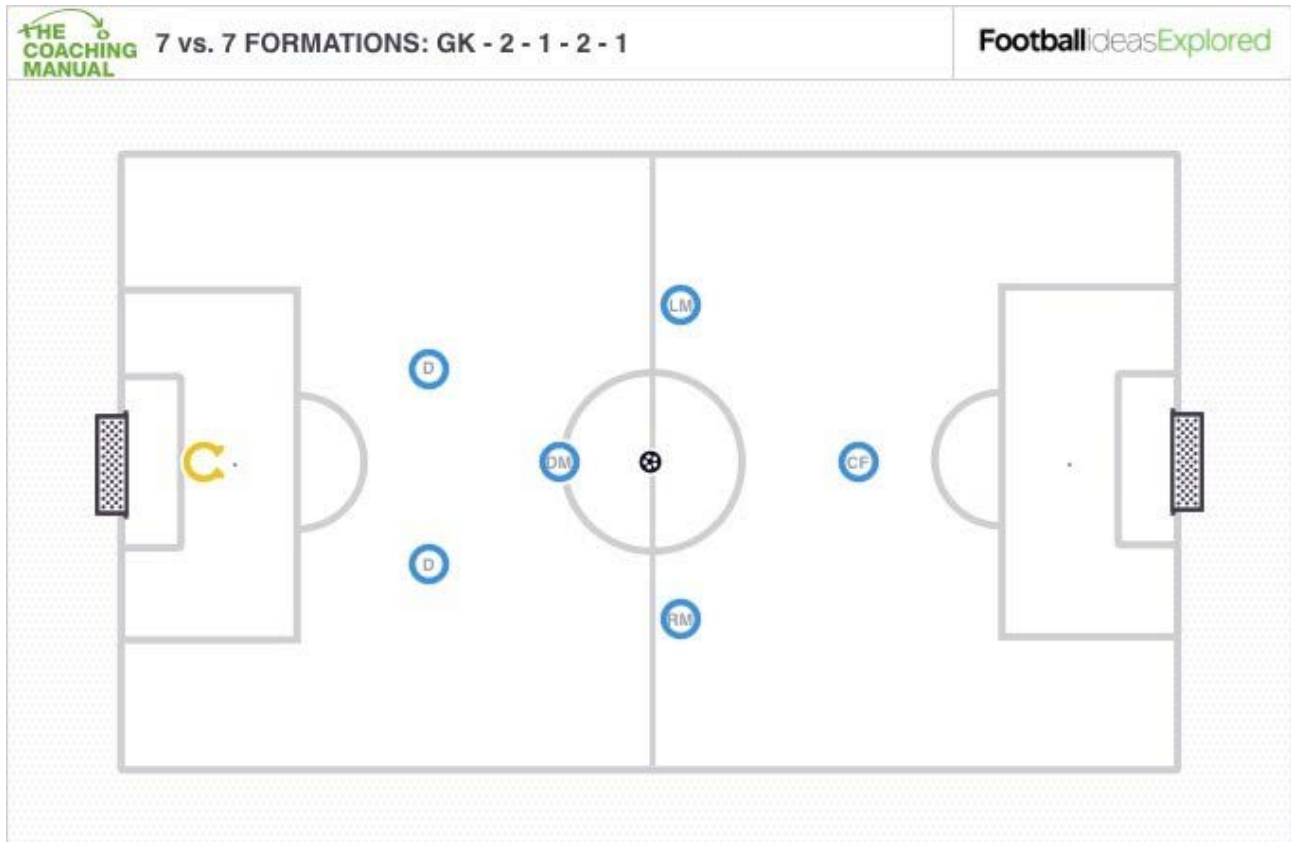 THE
COACHING
MANUAL
7 vs. 7 FORMATIONS: GK - 2 - 1 - 2 - 1
FootballideasExplored
LM
D
DM
CF
D
RM